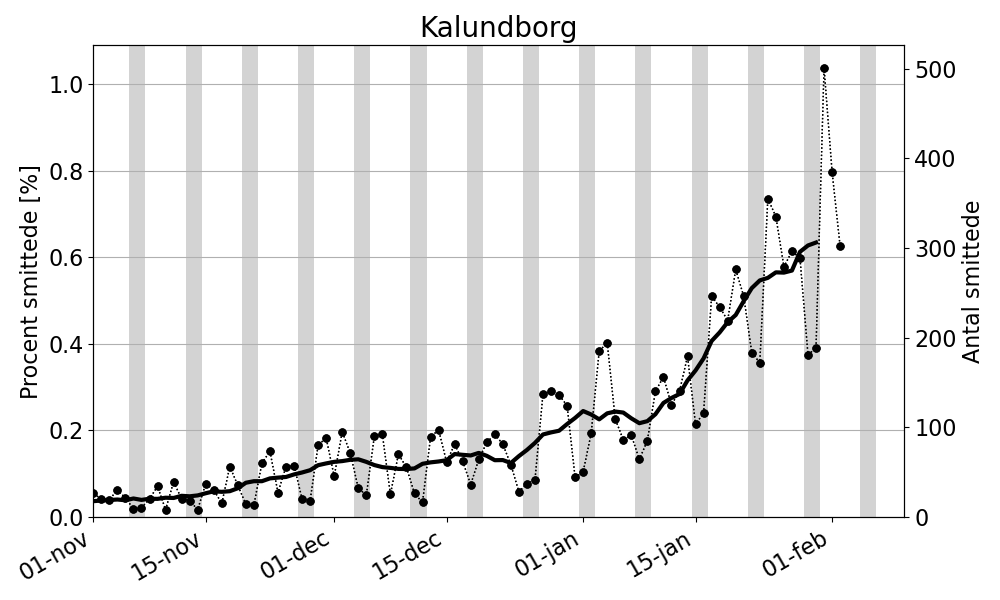 Kalundborg
Procent smittede [%]
1.0
0.8
0.6
0.4
0.2
0.0
500
400
300
200
100
0
Antal smittede
01-nov
15-nov
01-dec
15-dec
01-jan
15-jan
01-feb